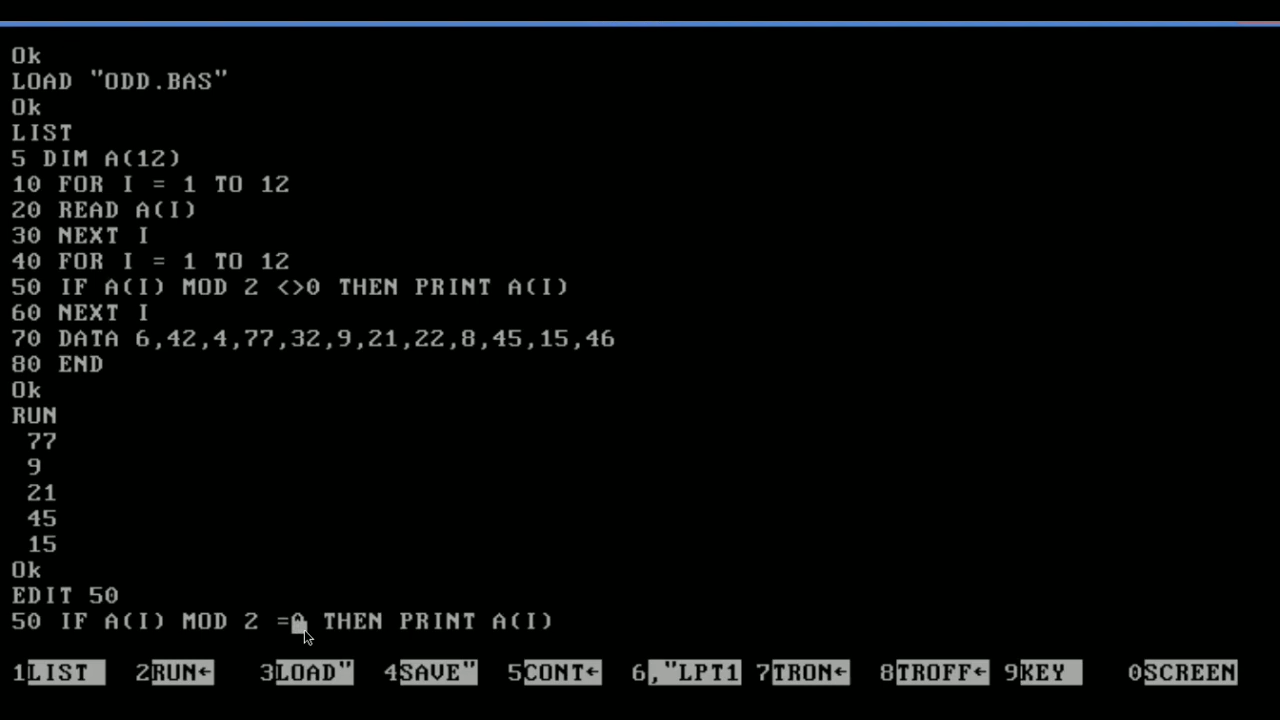 Ok
LOAD "ODD.BAS"
Ok
LIST
5 DIM A(12)
10 FOR I = 1 TO 12
20 READ A(I)
30 NEXT I
40 FOR I = 1 TO 12
50 IF A(I) MOD 2 <>0 THEN PRINT A(I)
60 NEXT I
70 DATA 6,42,4,77,32,9,21,22,8,45,15,46
80 END
Ok
RUN
77
9
21
45
15
Ok
EDIT 50
50 IF A(I) MOD 2 =0 THEN PRINT A(I)
1LIST 2RUN← 3LOAD" 4SAVE" 5CONT← 6,"LPT1 7TRON← 8TROFF← 9KEY 0SCREEN